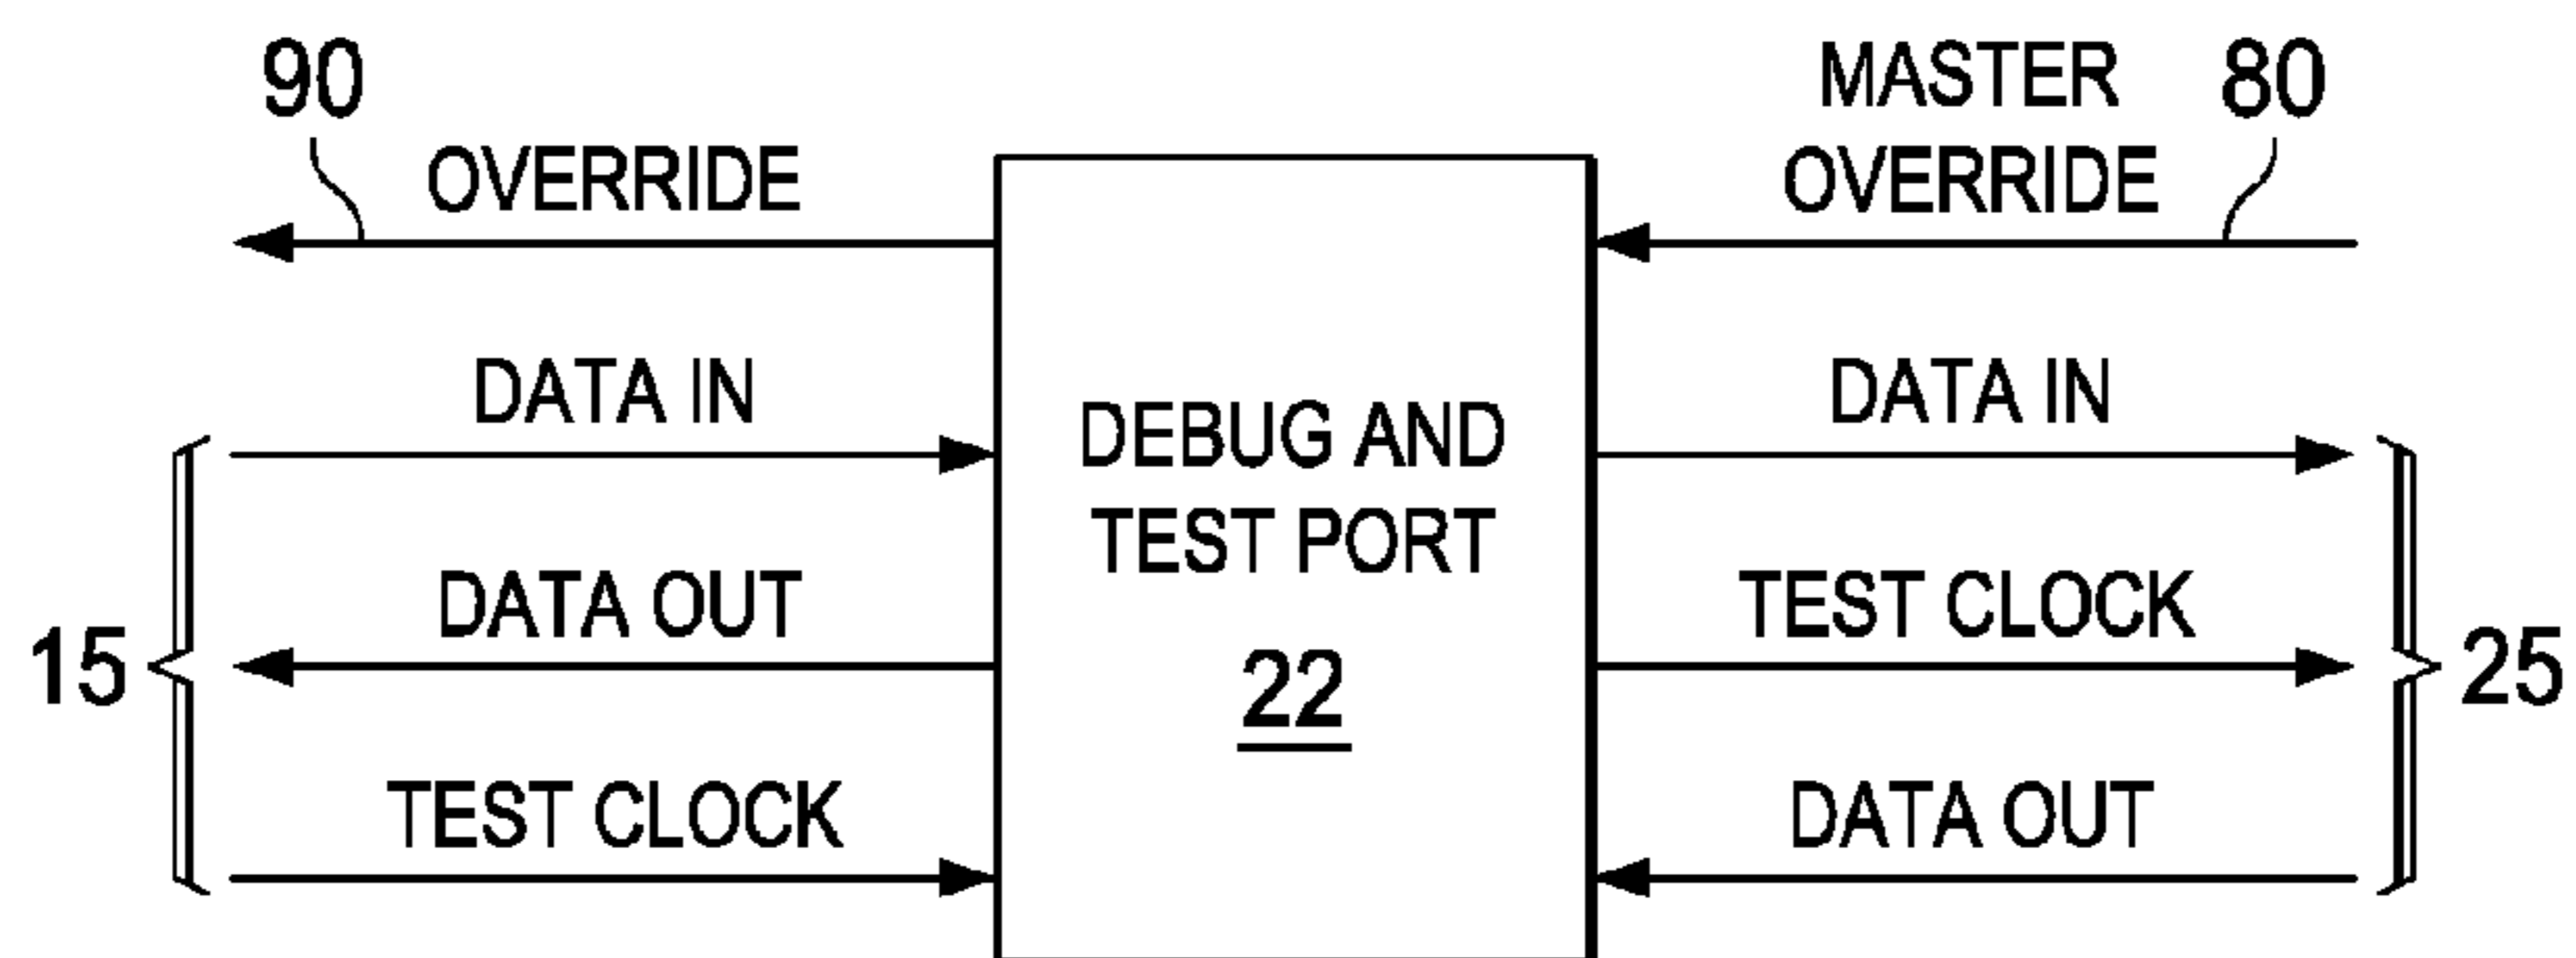 90
OVERRIDE
MASTER
OVERRIDE
80
DATA IN
DATA OUT
TEST CLOCK
15
DEBUG AND
TEST PORT
22
DATA IN
TEST CLOCK
DATA OUT
25